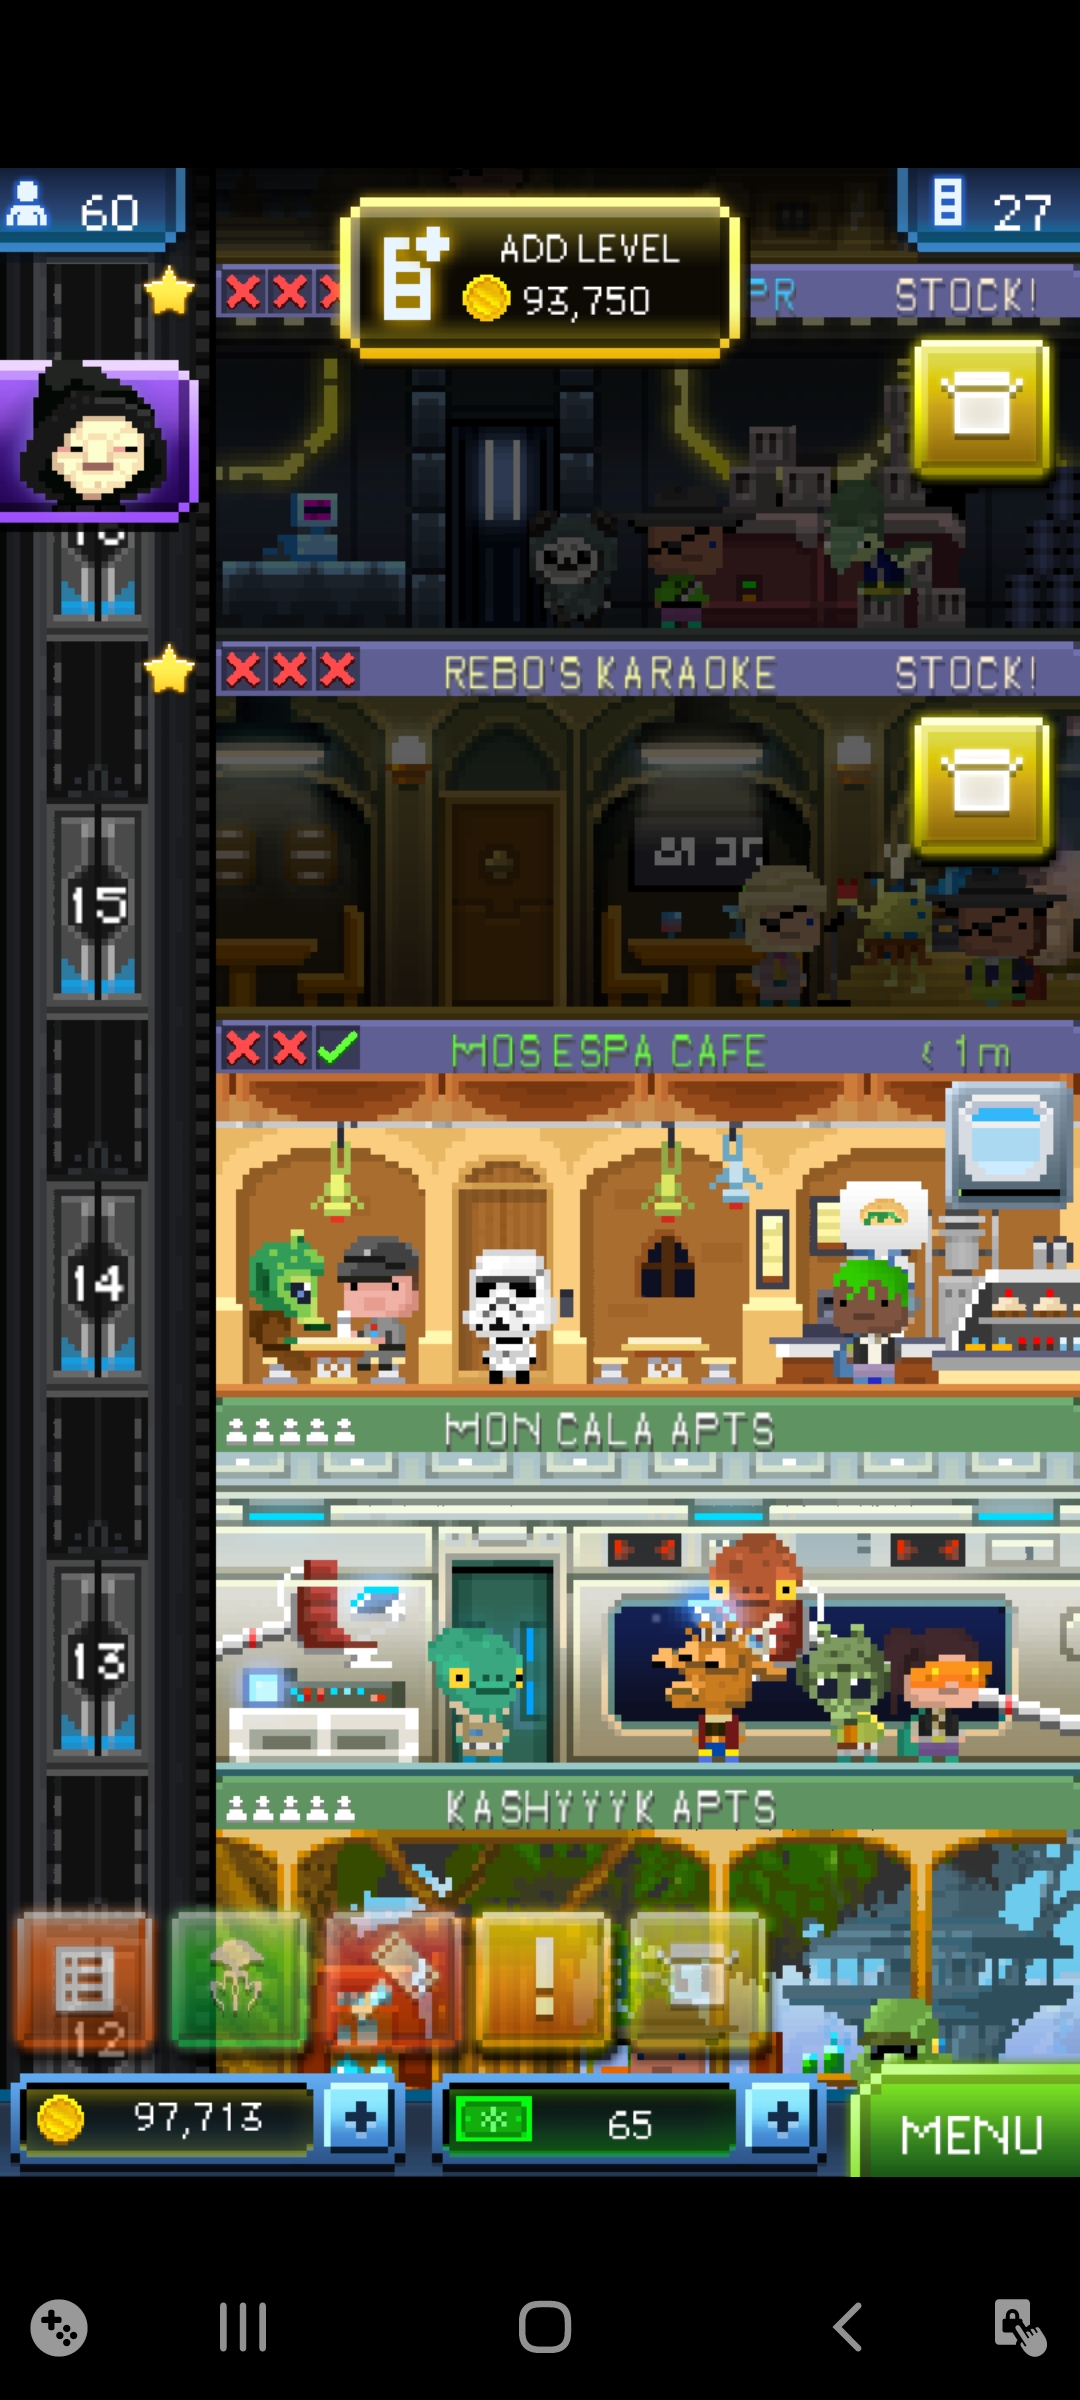 60
27
ADD LEVEL
93,750
PR
STOCK!
REBO'S KARAOKE
STOCK!
15
MOS ESPA CAFE
< 1m
14
MON CALA APTS
13
KASHYYYK APTS
!
12
97,713
+
65
+
MENU